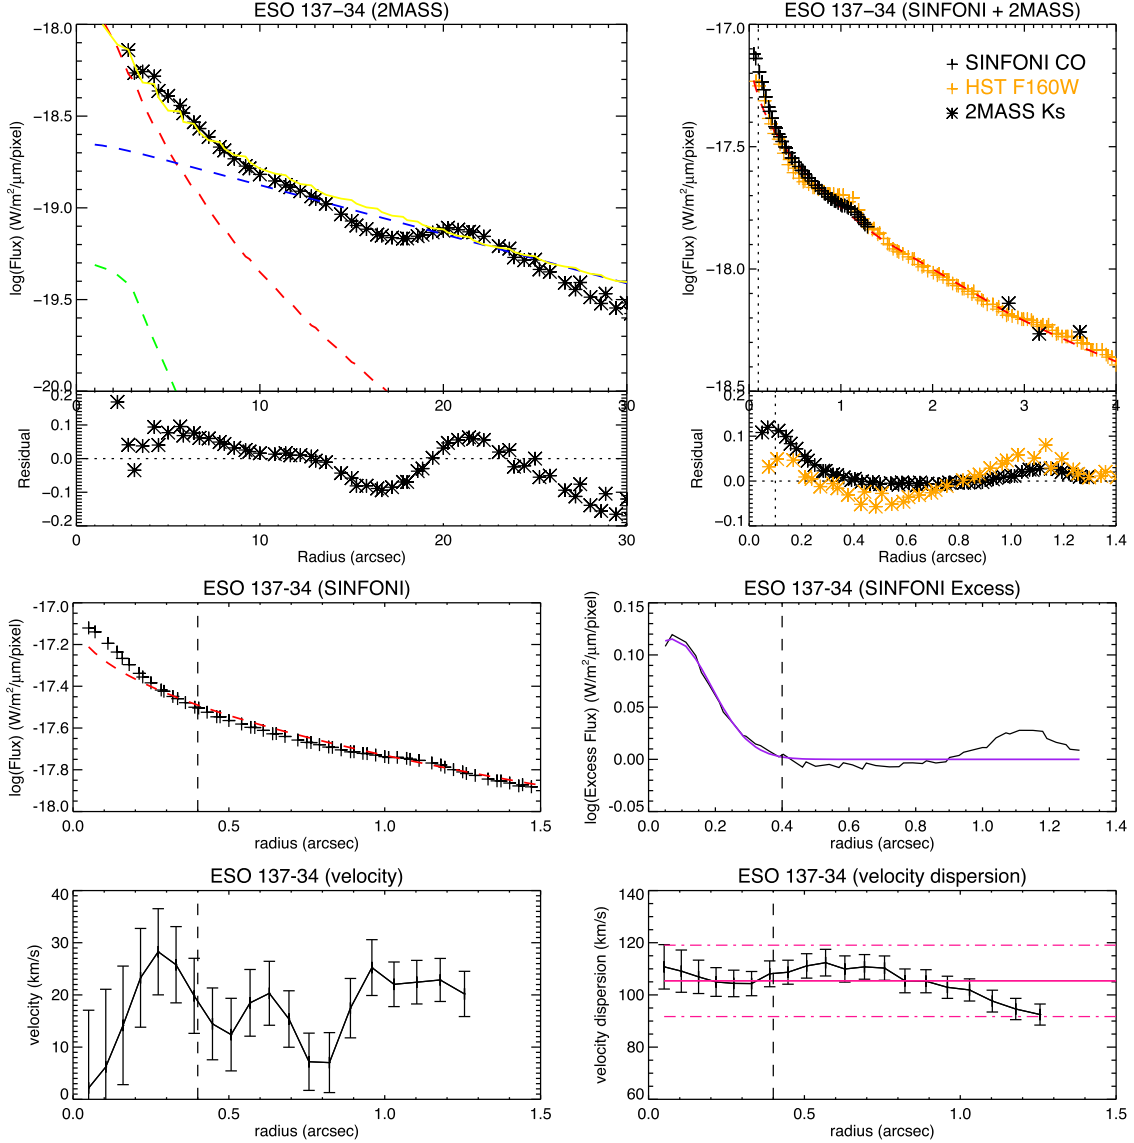 ESO 137−34 (2MASS)
−18.0
−18.5
−19.0
−19.5
−20.0
log(Flux) (W/m²/μm/pixel)
0 10 20 30
0.2
0.1
0.0
−0.1
−0.2
Residual
0 10 20 30
Radius (arcsec)
ESO 137−34 (SINFONI + 2MASS)
SINFONI CO
HST F160W
2MASS Ks
−17.0
−17.5
−18.0
−18.5
log(Flux) (W/m²/μm/pixel)
0 1 2 3 4
0.2
0.1
0.0
−0.1
Residual
0.0 0.2 0.4 0.6 0.8 1.0 1.2 1.4
Radius (arcsec)
ESO 137-34 (SINFONI)
-17.0
-17.2
-17.4
-17.6
-17.8
-18.0
log(Flux) (W/m²/μm/pixel)
0.0 0.5 1.0 1.5
radius (arcsec)
ESO 137-34 (SINFONI Excess)
0.15
0.10
0.05
0.00
-0.05
log(Excess Flux) (W/m²/μm/pixel)
0.0 0.2 0.4 0.6 0.8 1.0 1.2 1.4
radius (arcsec)
ESO 137-34 (velocity)
40
30
20
10
0
velocity (km/s)
0.0 0.5 1.0 1.5
radius (arcsec)
ESO 137-34 (velocity dispersion)
140
120
100
80
60
velocity dispersion (km/s)
0.0 0.5 1.0 1.5
radius (arcsec)